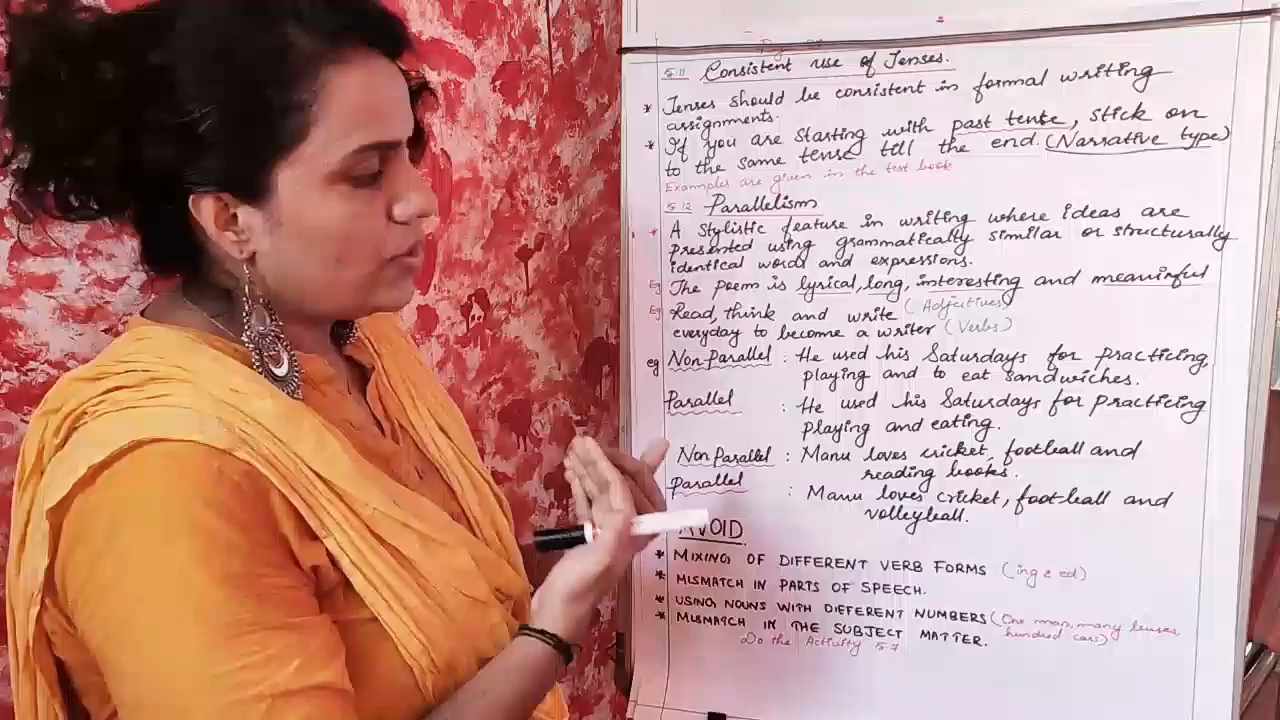 5.11 Consistent use of Tenses.
* Tenses should be consistent in formal writing
assignments.
* If you are starting with past tense, stick on
to the same tense till the end. (Narrative type)
Examples are given in the text book
5.12 Parallelism
* A stylistic feature in writing where ideas are
presented using grammatically similar or structurally
identical words and expressions.
Eg The poem is lyrical, long, interesting and meaninful
(Adjectives)
Eg Read, think and write
everyday to become a writer (Verbs)
eg Non-Parallel : He used his Saturdays for practicing,
playing and to eat sandwiches.
Parallel : He used his Saturdays for practicing
playing and eating.
Non Parallel : Manu loves cricket, football and
reading books.
Parallel : Manu loves cricket, football and
volleyball.
AVOID
* MIXING OF DIFFERENT VERB FORMS (ing & ed)
* MISMATCH IN PARTS OF SPEECH.
* USING NOUNS WITH DIFFERENT NUMBERS (One man, many
hundred cars)
* MISMATCH IN THE SUBJECT MATTER.
Do the Activity 5.7